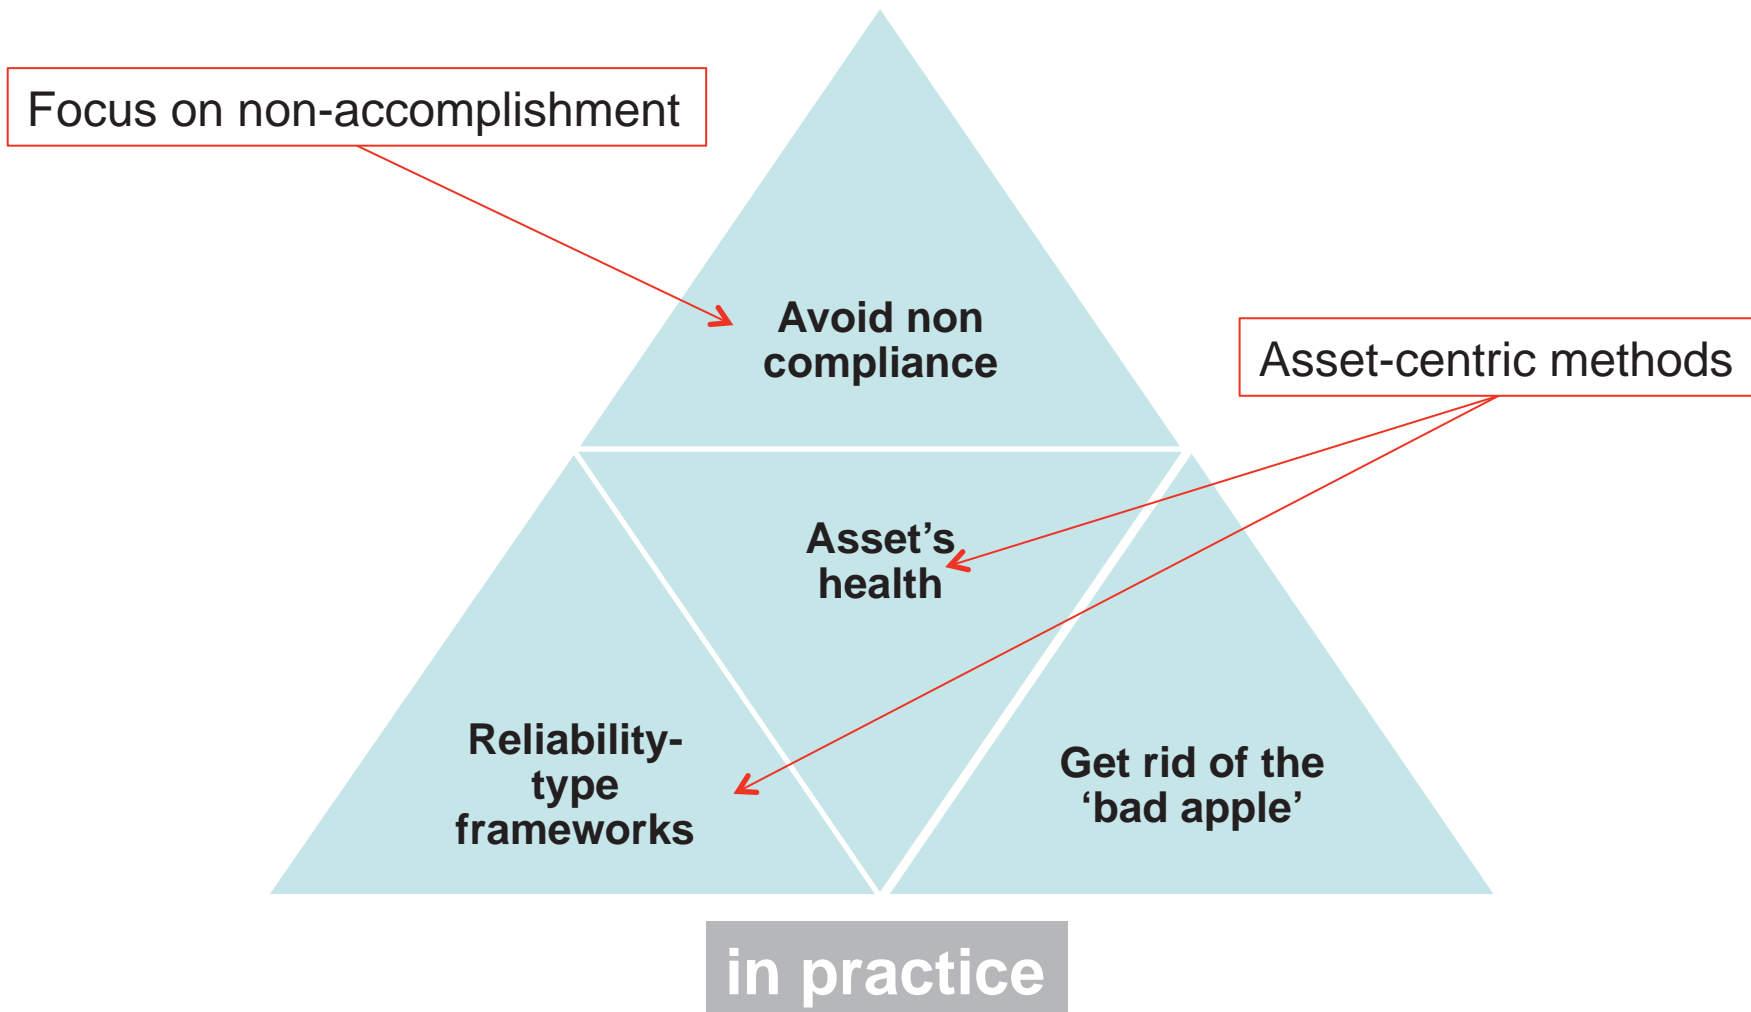 Focus on non-accomplishment
Avoid non
compliance
Asset-centric methods
Asset’s
health
Reliability-
type
frameworks
Get rid of the
‘bad apple’
in practice